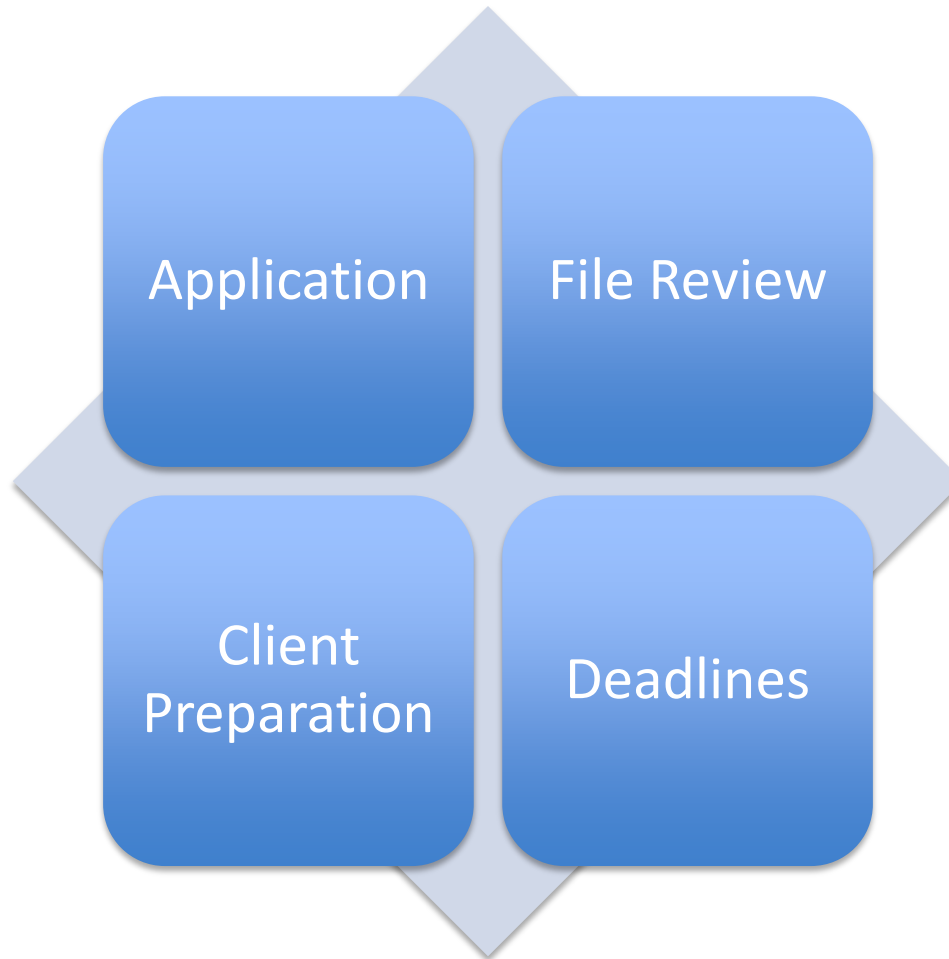 Application
File Review
Client
Preparation
Deadlines